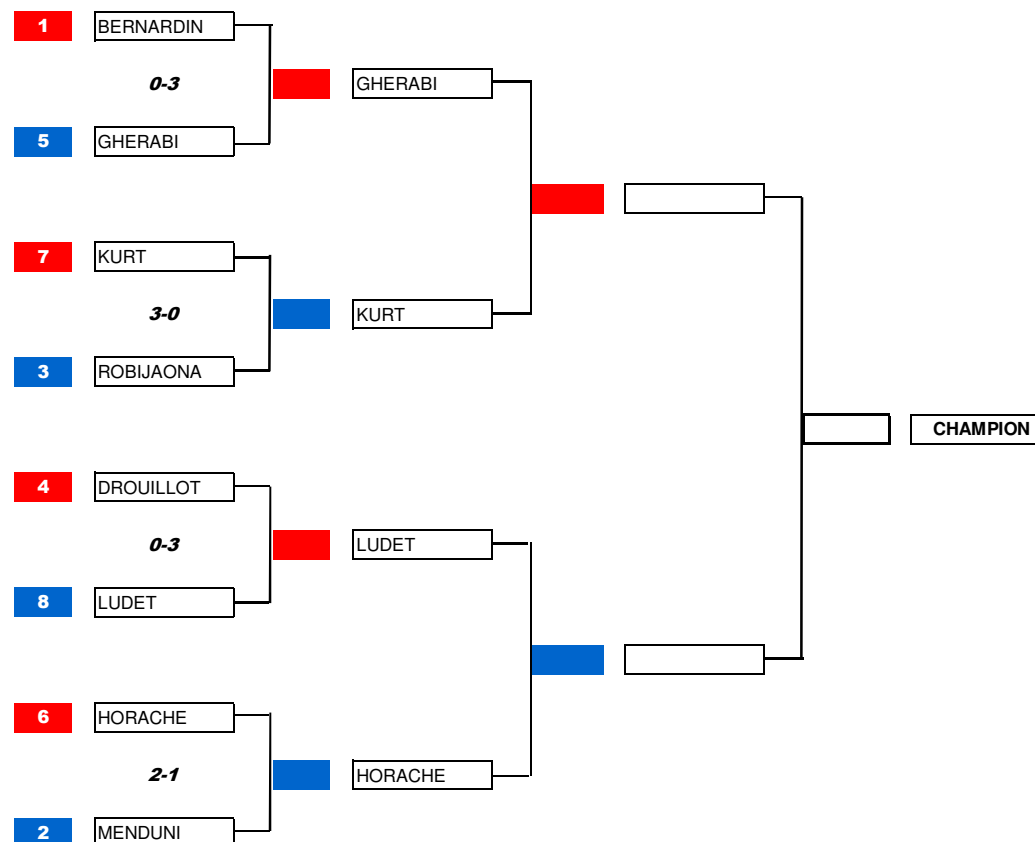 1 BERNARDIN
0-3 GHERABI
5 GHERABI
7 KURT
3-0 KURT
3 ROBIJAONA
CHAMPION
4 DROUILLOT
0-3 LUDET
8 LUDET
6 HORACHE
2-1 HORACHE
2 MENDUNI